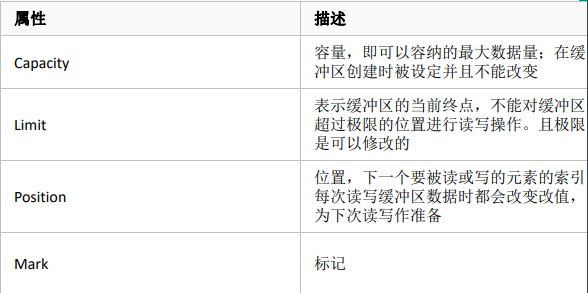 属性 描述
Capacity
容量，即可以容纳的最大数据量；在缓
冲区创建时被设定并且不能改变
Limit
表示缓冲区的当前终点，不能对缓冲区
超过极限的位置进行读写操作。且极限
是可以修改的
Position
位置，下一个要被读或写的元素的索引
每次读写缓冲区数据时都会改变改值，
为下次读写作准备
Mark
标记